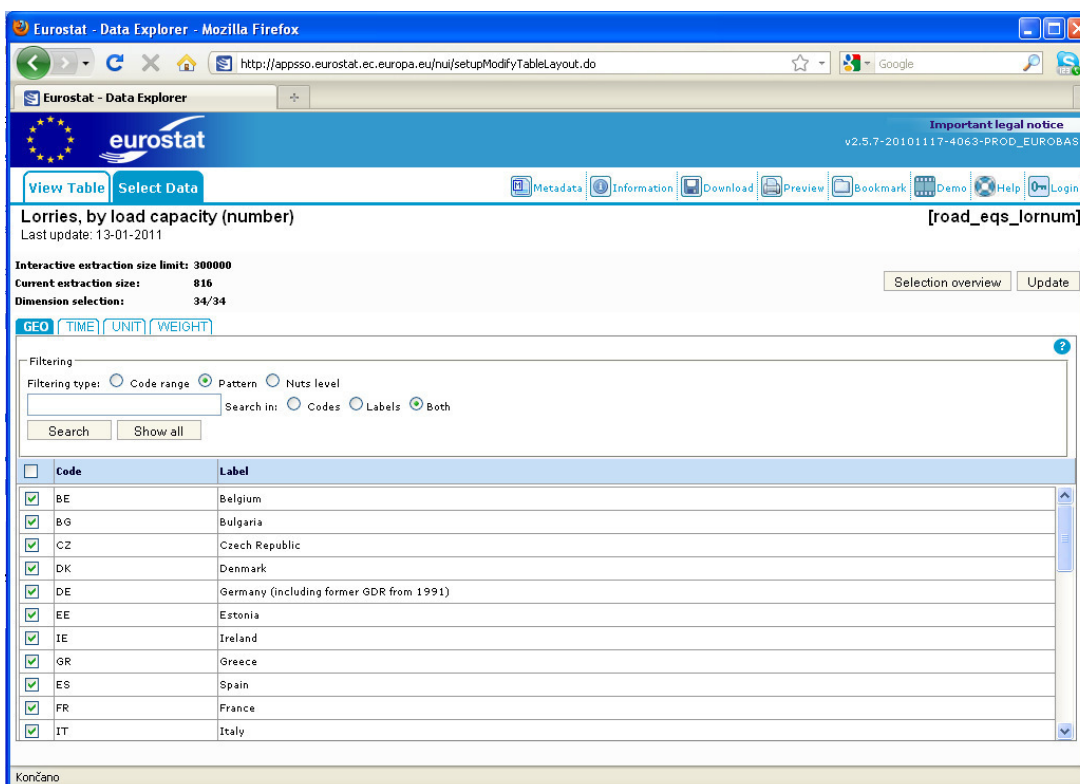 Eurostat - Data Explorer - Mozilla Firefox
http://appsso.eurostat.ec.europa.eu/nui/setupModifyTableLayout.do
Google
Eurostat - Data Explorer
eurostat
Important legal notice
v2.5.7-20101117-4063-PROD_EUROBAS
View Table Select Data Metadata Information Download Preview Bookmark Demo Help Login
Lorries, by load capacity (number) [road_eqs_lornum]
Last update: 13-01-2011
Interactive extraction size limit: 300000
Current extraction size: 816 Selection overview Update
Dimension selection: 34/34
GEO TIME UNIT WEIGHT
?
Filtering
Filtering type: Code range Pattern Nuts level
Search in: Codes Labels Both
Search Show all
Code Label
BE Belgium
BG Bulgaria
CZ Czech Republic
DK Denmark
DE Germany (including former GDR from 1991)
EE Estonia
IE Ireland
GR Greece
ES Spain
FR France
IT Italy
Končano